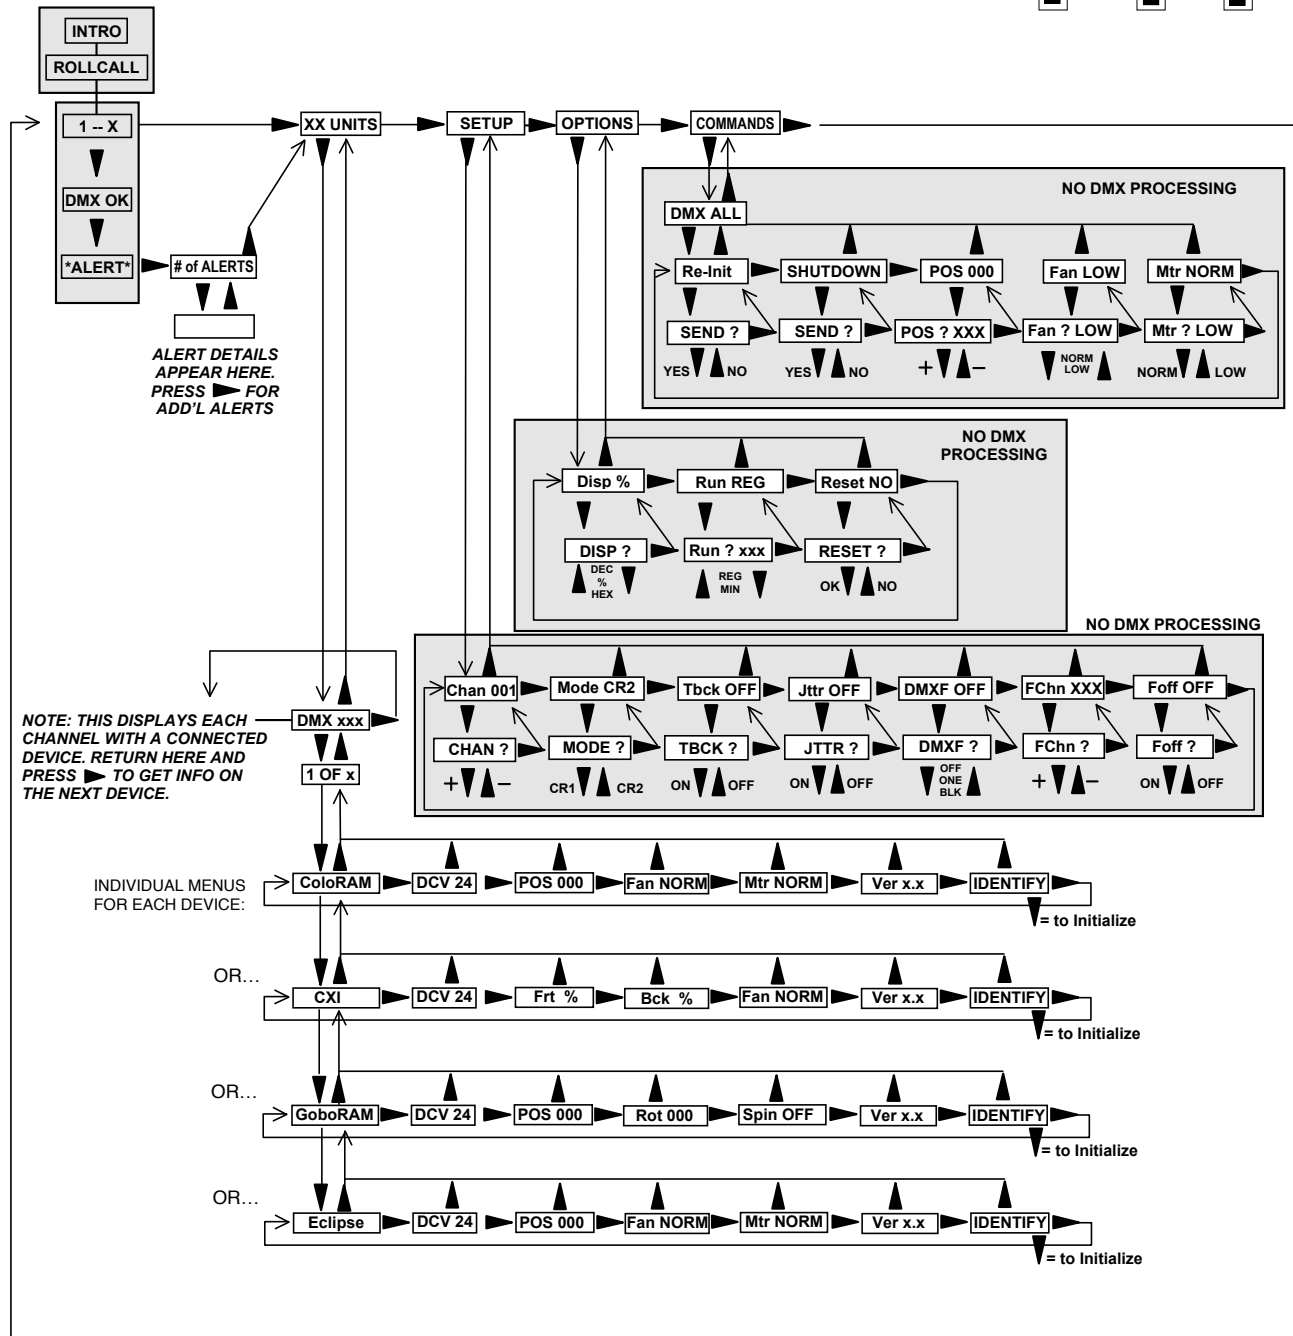 INTRO
ROLLCALL
1 -- X
XX UNITS
SETUP
OPTIONS
COMMANDS
DMX OK
*ALERT*
# of ALERTS
ALERT DETAILS
APPEAR HERE.
PRESS FOR
ADD'L ALERTS
NO DMX PROCESSING
DMX ALL
Re-Init
SHUTDOWN
POS 000
Fan LOW
Mtr NORM
SEND ?
SEND ?
POS ? XXX
Fan ? LOW
Mtr ? LOW
YES NO
YES NO
+ –
NORM
LOW
NORM LOW
NO DMX
PROCESSING
Disp %
Run REG
Reset NO
DISP ?
Run ? xxx
RESET ?
DEC
%
HEX
REG
MIN
OK NO
NO DMX PROCESSING
Chan 001
Mode CR2
Tbck OFF
Jttr OFF
DMXF OFF
FChn XXX
Foff OFF
CHAN ?
MODE ?
TBCK ?
JTTR ?
DMXF ?
FChn ?
Foff ?
+ –
CR1 CR2
ON OFF
ON OFF
OFF
ONE
BLK
+ –
ON OFF
NOTE: THIS DISPLAYS EACH
CHANNEL WITH A CONNECTED
DEVICE. RETURN HERE AND
PRESS TO GET INFO ON
THE NEXT DEVICE.
DMX xxx
1 OF x
INDIVIDUAL MENUS
FOR EACH DEVICE:
ColoRAM
DCV 24
POS 000
Fan NORM
Mtr NORM
Ver x.x
IDENTIFY
= to Initialize
OR…
CXI
DCV 24
Frt %
Bck %
Fan NORM
Ver x.x
IDENTIFY
= to Initialize
OR…
GoboRAM
DCV 24
POS 000
Rot 000
Spin OFF
Ver x.x
IDENTIFY
= to Initialize
OR…
Eclipse
DCV 24
POS 000
Fan NORM
Mtr NORM
Ver x.x
IDENTIFY
= to Initialize